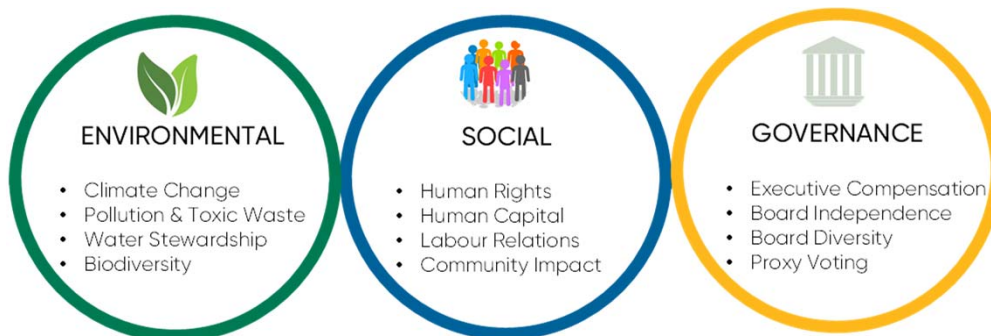 ENVIRONMENTAL
• Climate Change
• Pollution & Toxic Waste
• Water Stewardship
• Biodiversity
SOCIAL
• Human Rights
• Human Capital
• Labour Relations
• Community Impact
GOVERNANCE
• Executive Compensation
• Board Independence
• Board Diversity
• Proxy Voting